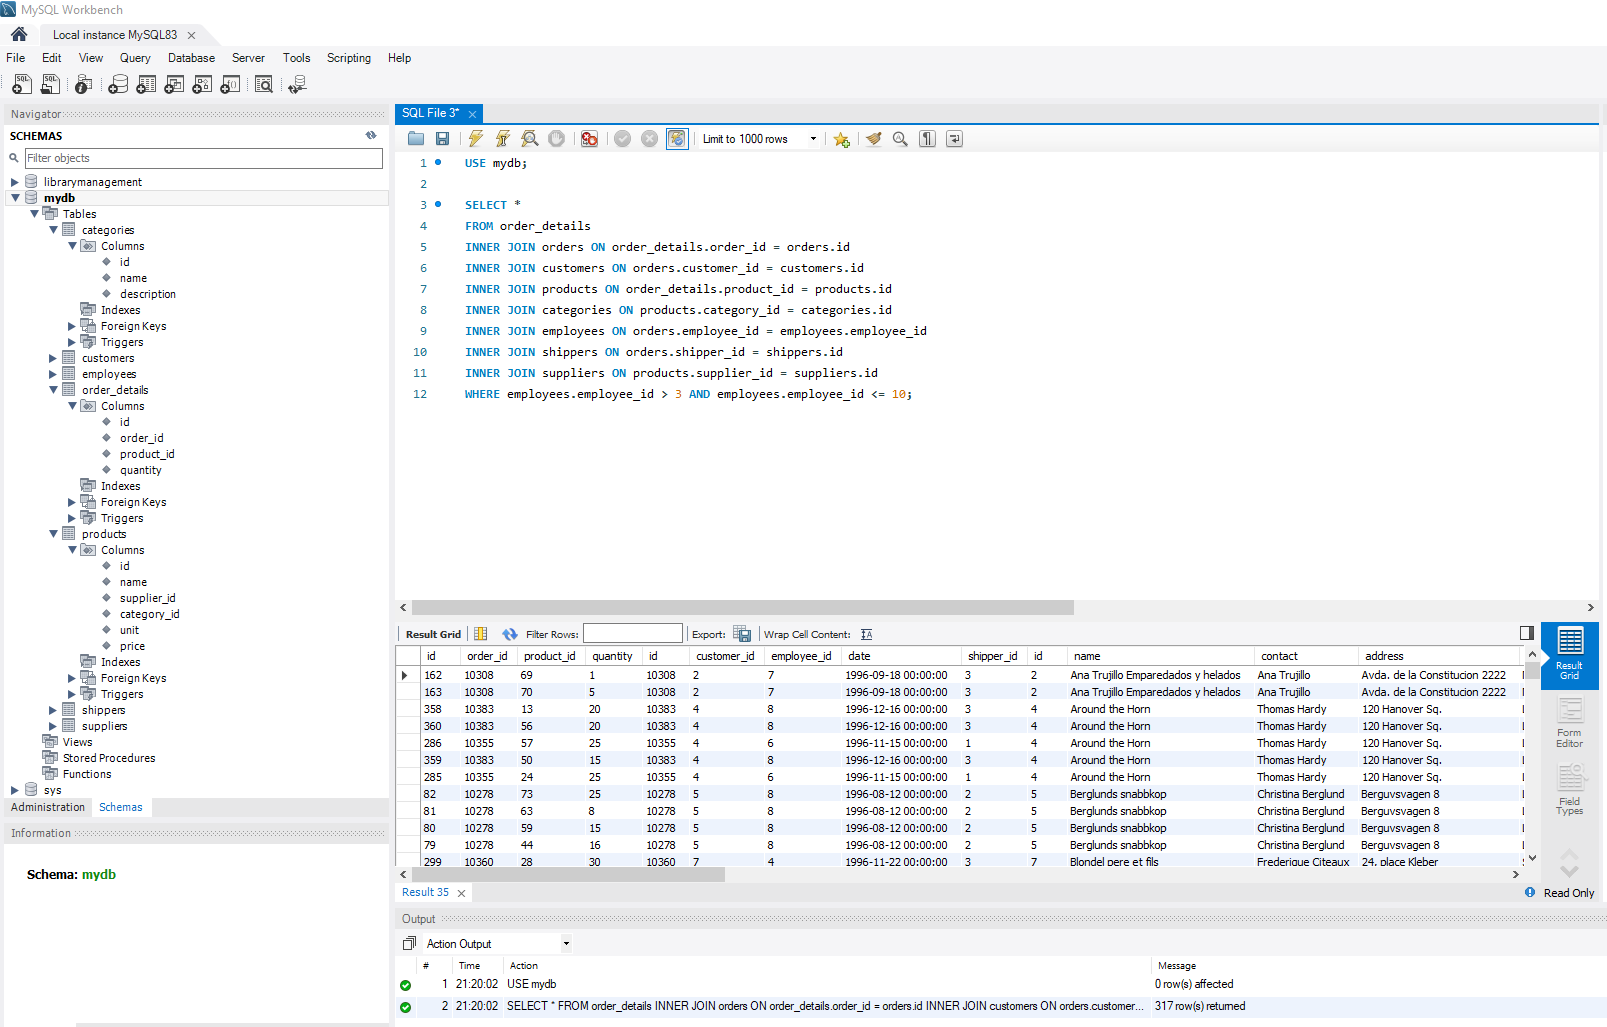 MySQL Workbench
Local instance MySQL83
File Edit View Query Database Server Tools Scripting Help
Navigator
SCHEMAS
Filter objects
librarymanagement
mydb
Tables
categories
Columns
id
name
description
Indexes
Foreign Keys
Triggers
customers
employees
order_details
Columns
id
order_id
product_id
quantity
Indexes
Foreign Keys
Triggers
products
Columns
id
name
supplier_id
category_id
unit
price
Indexes
Foreign Keys
Triggers
shippers
suppliers
Views
Stored Procedures
Functions
sys
Administration Schemas
Information
Schema: mydb
SQL File 3*
Limit to 1000 rows
1 USE mydb;
2
3 SELECT *
4 FROM order_details
5 INNER JOIN orders ON order_details.order_id = orders.id
6 INNER JOIN customers ON orders.customer_id = customers.id
7 INNER JOIN products ON order_details.product_id = products.id
8 INNER JOIN categories ON products.category_id = categories.id
9 INNER JOIN employees ON orders.employee_id = employees.employee_id
10 INNER JOIN shippers ON orders.shipper_id = shippers.id
11 INNER JOIN suppliers ON products.supplier_id = suppliers.id
12 WHERE employees.employee_id > 3 AND employees.employee_id <= 10;
Result Grid Filter Rows: Export: Wrap Cell Content:
id order_id product_id quantity id customer_id employee_id date shipper_id id name contact address
162 10308 69 1 10308 2 7 1996-09-18 00:00:00 3 2 Ana Trujillo Emparedados y helados Ana Trujillo Avda. de la Constitucion 2222
163 10308 70 5 10308 2 7 1996-09-18 00:00:00 3 2 Ana Trujillo Emparedados y helados Ana Trujillo Avda. de la Constitucion 2222
358 10383 13 20 10383 4 8 1996-12-16 00:00:00 3 4 Around the Horn Thomas Hardy 120 Hanover Sq.
360 10383 56 20 10383 4 8 1996-12-16 00:00:00 3 4 Around the Horn Thomas Hardy 120 Hanover Sq.
286 10355 57 25 10355 4 6 1996-11-15 00:00:00 1 4 Around the Horn Thomas Hardy 120 Hanover Sq.
359 10383 50 15 10383 4 8 1996-12-16 00:00:00 3 4 Around the Horn Thomas Hardy 120 Hanover Sq.
285 10355 24 25 10355 4 6 1996-11-15 00:00:00 1 4 Around the Horn Thomas Hardy 120 Hanover Sq.
82 10278 73 25 10278 5 8 1996-08-12 00:00:00 2 5 Berglunds snabbkop Christina Berglund Berguvsvagen 8
81 10278 63 8 10278 5 8 1996-08-12 00:00:00 2 5 Berglunds snabbkop Christina Berglund Berguvsvagen 8
80 10278 59 15 10278 5 8 1996-08-12 00:00:00 2 5 Berglunds snabbkop Christina Berglund Berguvsvagen 8
79 10278 44 16 10278 5 8 1996-08-12 00:00:00 2 5 Berglunds snabbkop Christina Berglund Berguvsvagen 8
299 10360 28 30 10360 7 4 1996-11-22 00:00:00 3 7 Blondel pere et fils Frederique Citeaux 24, place Kleber
Result
Grid
Form
Editor
Field
Types
Result 35
Read Only
Output
Action Output
# Time Action Message
1 21:20:02 USE mydb 0 row(s) affected
2 21:20:02 SELECT * FROM order_details INNER JOIN orders ON order_details.order_id = orders.id INNER JOIN customers ON orders.customer... 317 row(s) returned